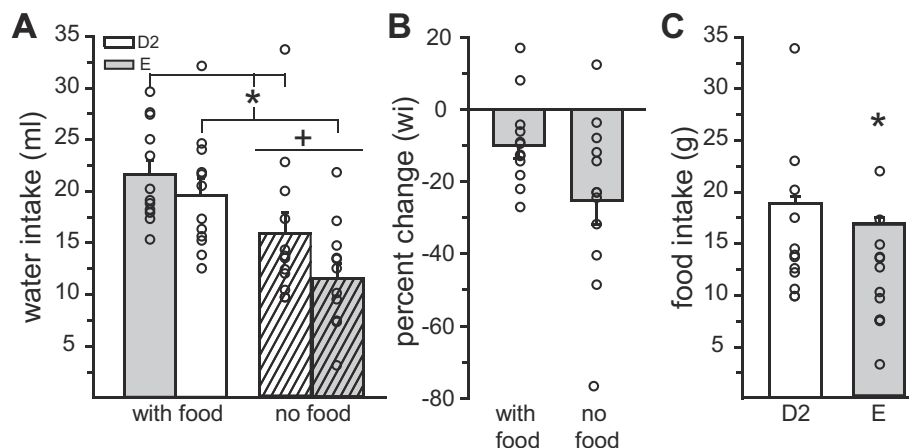 A
B
C
D2
E
*
+
*
35
30
25
20
15
10
5
water intake (ml)
with food
no food
20
0
-20
-40
-60
-80
percent change (wi)
with
food
no
food
35
30
25
20
15
10
5
food intake (g)
D2
E